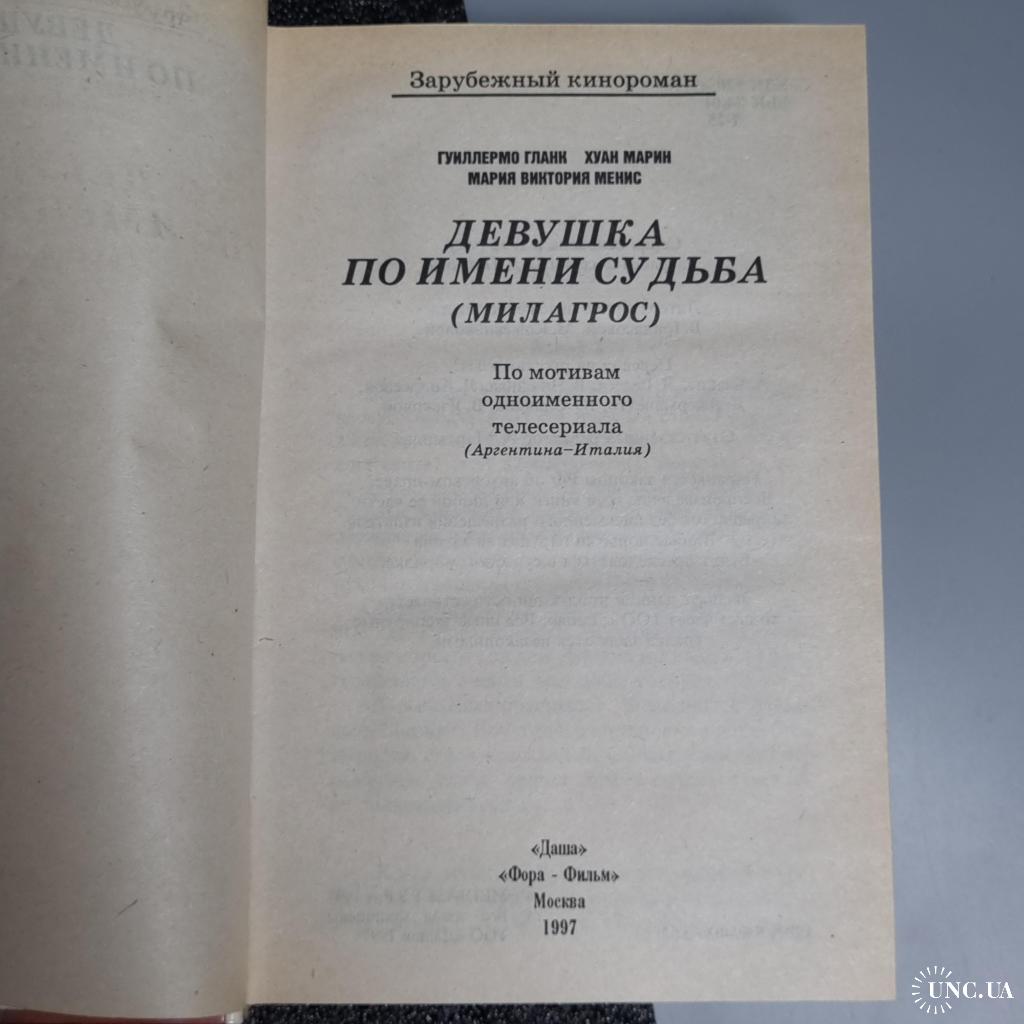 Зарубежный кинороман
ГУИЛЛЕРМО ГЛАНК ХУАН МАРИН
МАРИЯ ВИКТОРИЯ МЕНИС
ДЕВУШКА
ПО ИМЕНИ СУДЬБА
(МИЛАГРОС)
По мотивам
одноименного
телесериала
(Аргентина–Италия)
«Даша»
«Фора - Фильм»
Москва
1997
UNC.UA